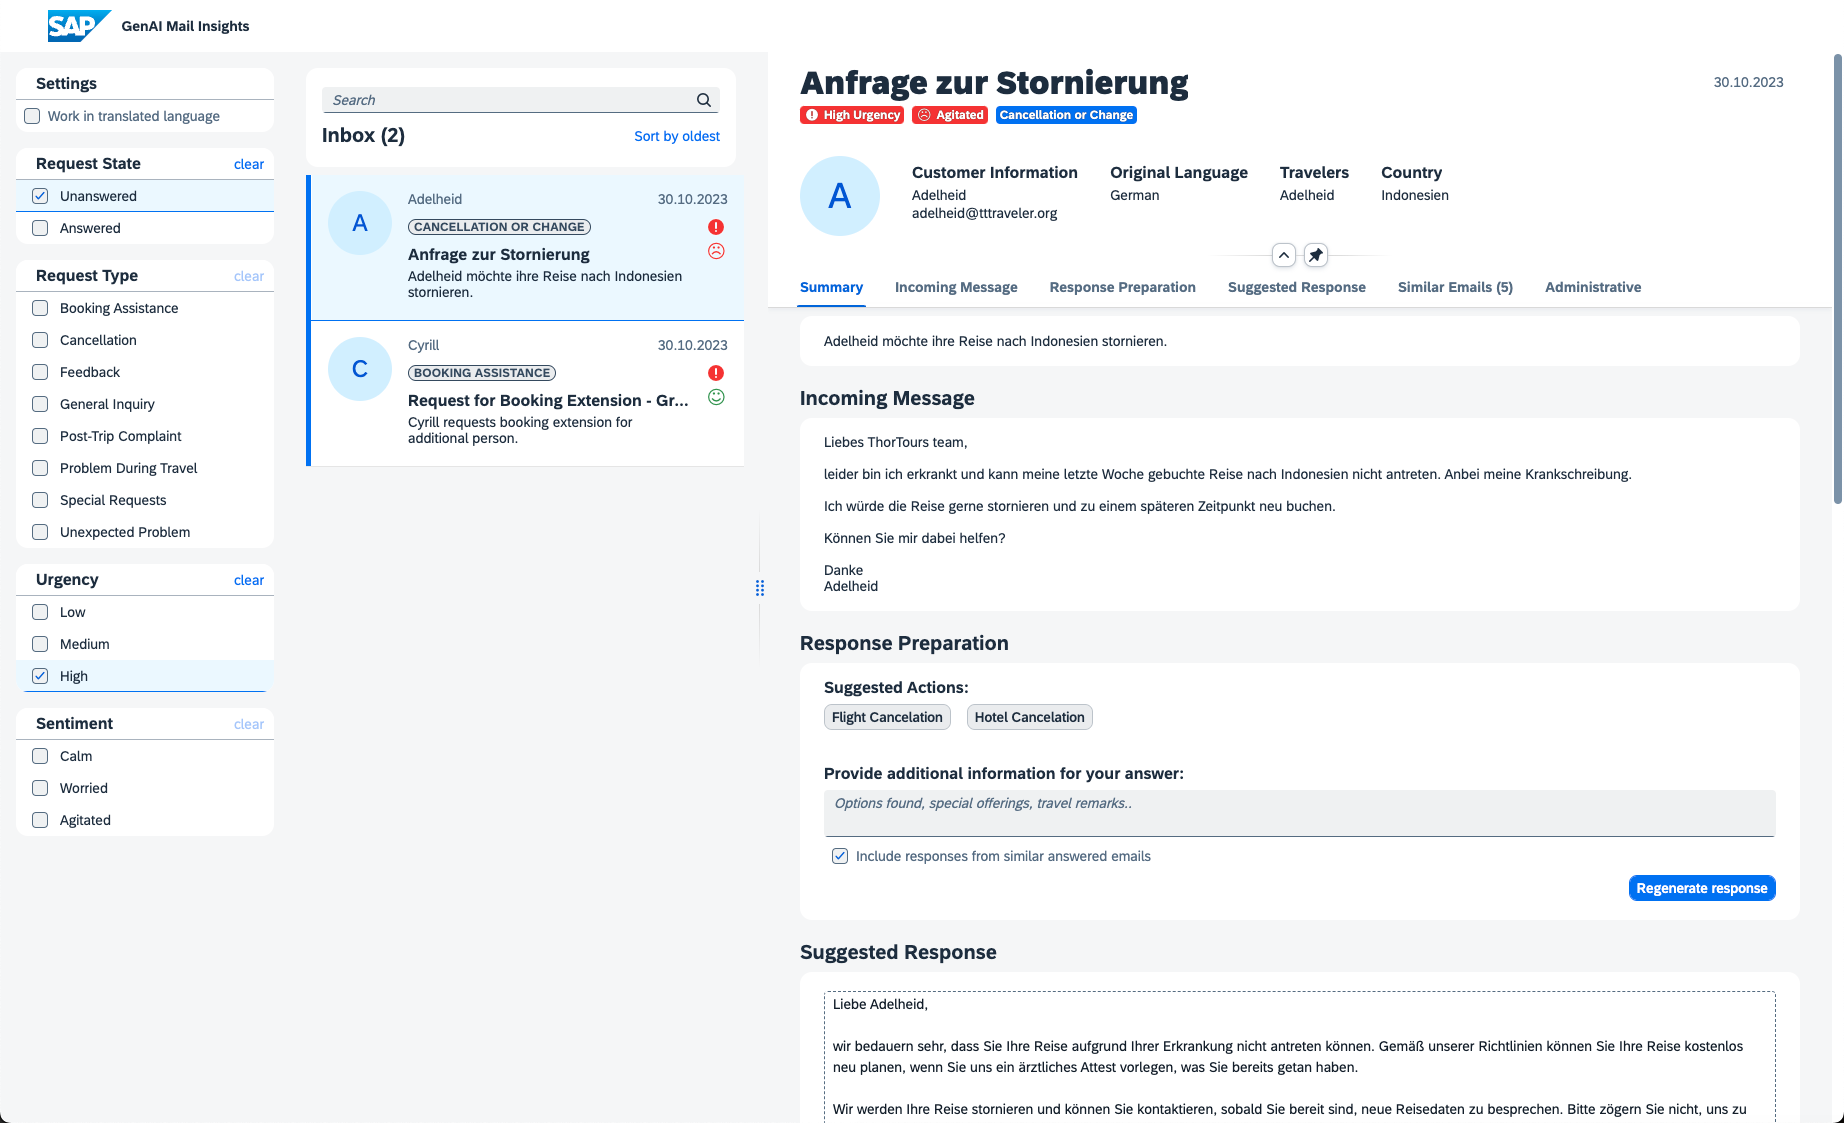 SAP GenAI Mail Insights
Settings
Work in translated language
Request State clear
Unanswered
Answered
Request Type clear
Booking Assistance
Cancellation
Feedback
General Inquiry
Post-Trip Complaint
Problem During Travel
Special Requests
Unexpected Problem
Urgency clear
Low
Medium
High
Sentiment clear
Calm
Worried
Agitated
Search
Inbox (2) Sort by oldest
A
Adelheid 30.10.2023
CANCELLATION OR CHANGE
Anfrage zur Stornierung
Adelheid möchte ihre Reise nach Indonesien
stornieren.
C
Cyrill 30.10.2023
BOOKING ASSISTANCE
Request for Booking Extension - Gr...
Cyrill requests booking extension for
additional person.
Anfrage zur Stornierung 30.10.2023
High Urgency Agitated Cancellation or Change
A
Customer Information Original Language Travelers Country
Adelheid German Adelheid Indonesien
adelheid@tttraveler.org
Summary Incoming Message Response Preparation Suggested Response Similar Emails (5) Administrative
Adelheid möchte ihre Reise nach Indonesien stornieren.
Incoming Message
Liebes ThorTours team,
leider bin ich erkrankt und kann meine letzte Woche gebuchte Reise nach Indonesien nicht antreten. Anbei meine Krankschreibung.
Ich würde die Reise gerne stornieren und zu einem späteren Zeitpunkt neu buchen.
Können Sie mir dabei helfen?
Danke
Adelheid
Response Preparation
Suggested Actions:
Flight Cancelation Hotel Cancelation
Provide additional information for your answer:
Options found, special offerings, travel remarks..
Include responses from similar answered emails
Regenerate response
Suggested Response
Liebe Adelheid,
wir bedauern sehr, dass Sie Ihre Reise aufgrund Ihrer Erkrankung nicht antreten können. Gemäß unserer Richtlinien können Sie Ihre Reise kostenlos
neu planen, wenn Sie uns ein ärztliches Attest vorlegen, was Sie bereits getan haben.
Wir werden Ihre Reise stornieren und können Sie kontaktieren, sobald Sie bereit sind, neue Reisedaten zu besprechen. Bitte zögern Sie nicht, uns zu